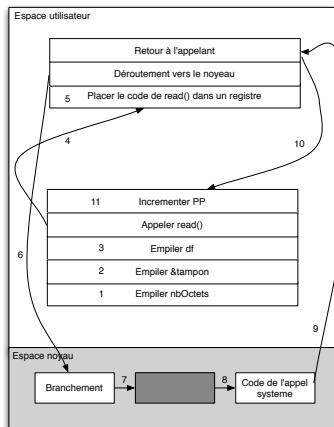 Espace utilisateur
Retour à l'appelant
Déroutement vers le noyeau
5 Placer le code de read() dans un registre
4
10
11 Incrementer PP
Appeler read()
6
3 Empiler df
2 Empiler &tampon
1 Empiler nbOctets
9
Espace noyau
Branchement
7
8
Code de l'appel
systeme